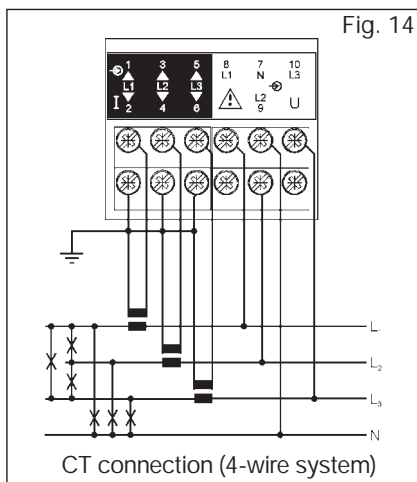 Fig. 14
1 3 5 8 7 10
L1 N L3
L1 L2 L3
I L2 U
2 4 6 9
L₂
L₃
N
CT connection (4-wire system)